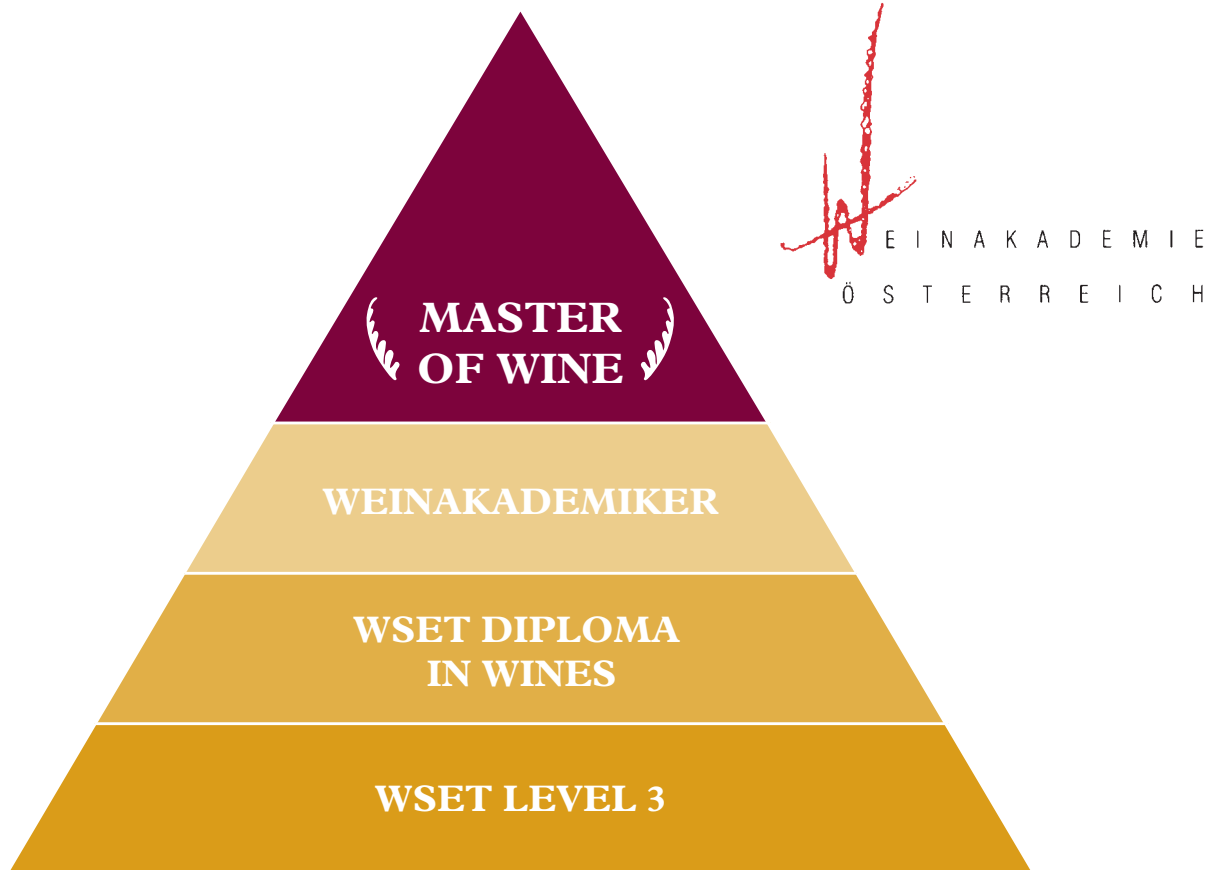 WEINAKADEMIE
ÖSTERREICH
MASTER
OF WINE
WEINAKADEMIKER
WSET DIPLOMA
IN WINES
WSET LEVEL 3